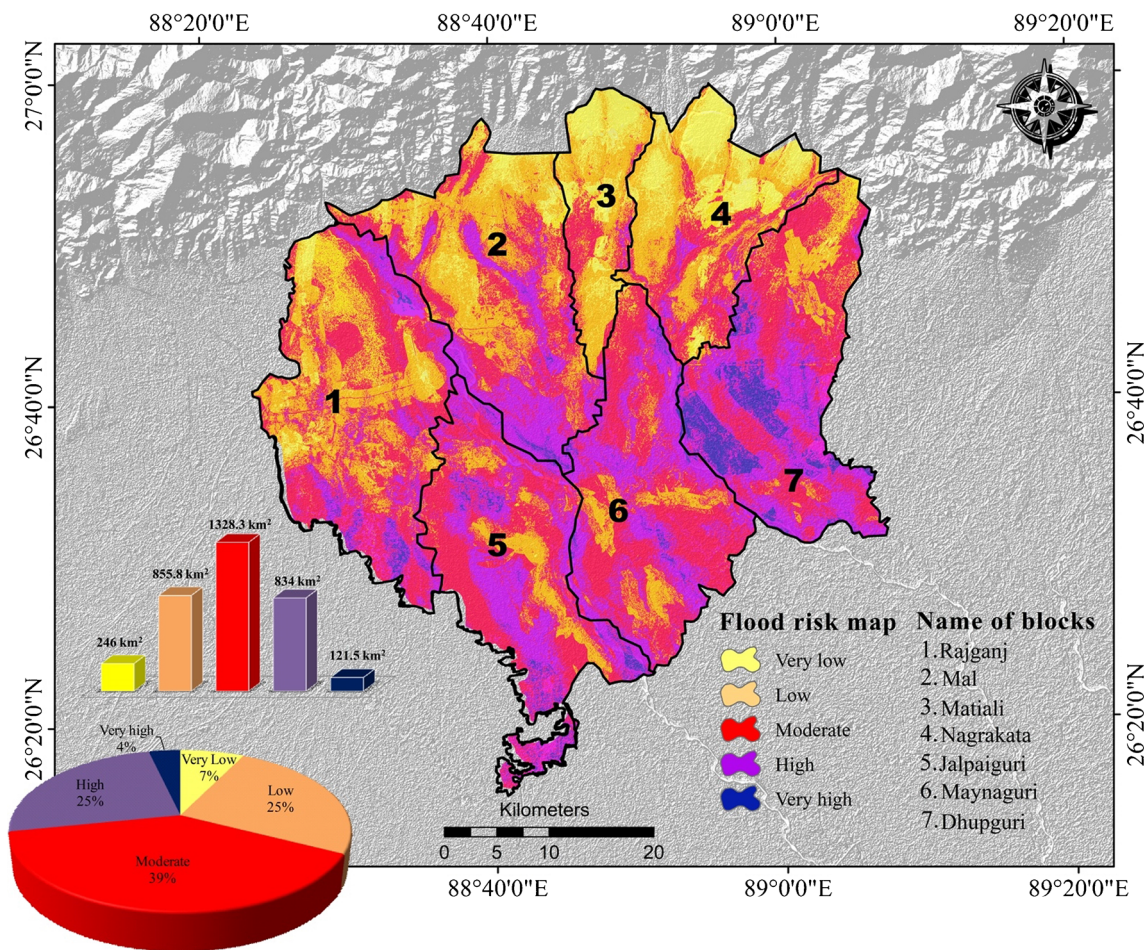 88°20'0"E 88°40'0"E 89°0'0"E 89°20'0"E
27°0'0"N
26°40'0"N
26°20'0"N
27°0'0"N
26°40'0"N
26°20'0"N
3
4
2
1
7
6
5
1328.3 km²
855.8 km²
834 km²
246 km²
121.5 km²
Very high
4%
Very Low
7%
High
25%
Low
25%
Moderate
39%
Flood risk map
Very low
Low
Moderate
High
Very high
Name of blocks
1.Rajganj
2.Mal
3.Matiali
4.Nagrakata
5.Jalpaiguri
6.Maynaguri
7.Dhupguri
Kilometers
0 5 10 20
88°40'0"E 89°0'0"E 89°20'0"E